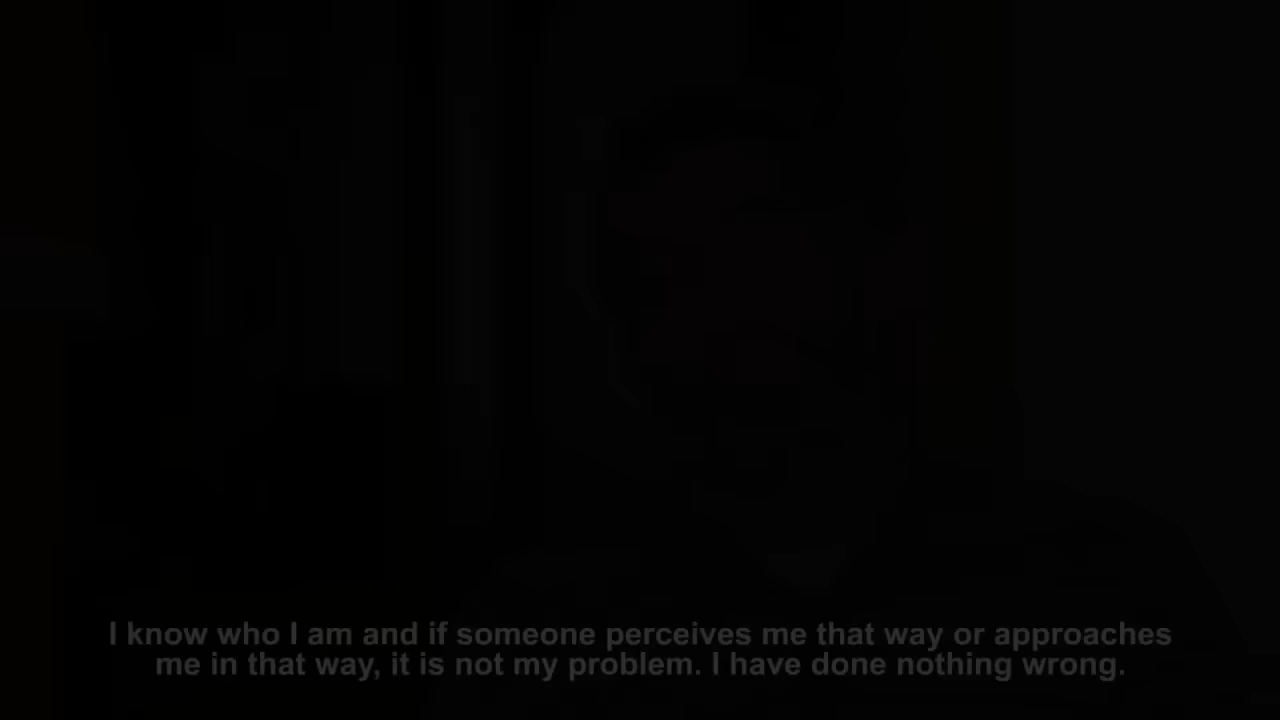 I know who I am and if someone perceives me that way or approaches
me in that way, it is not my problem. I have done nothing wrong.